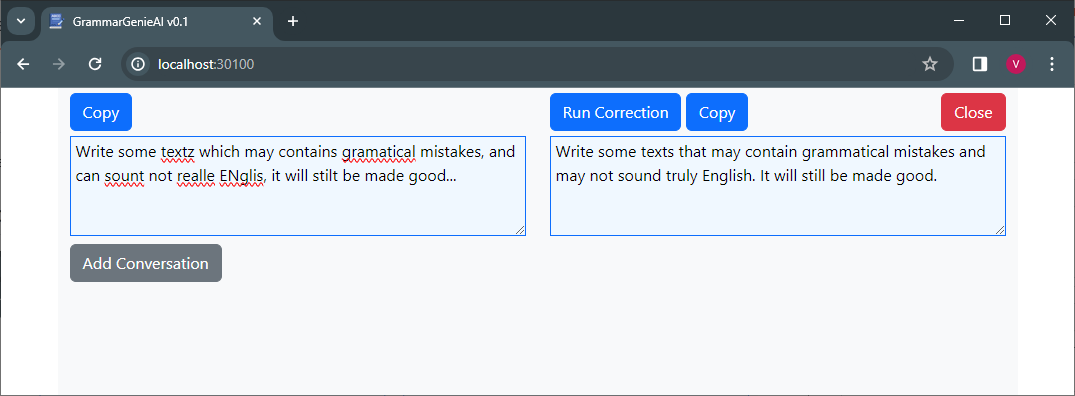 GrammarGenieAI v0.1
localhost:30100
V
Copy
Run Correction
Copy
Close
Write some textz which may contains gramatical mistakes, and
can sount not realle ENglis, it will stilt be made good...
Write some texts that may contain grammatical mistakes and
may not sound truly English. It will still be made good.
Add Conversation